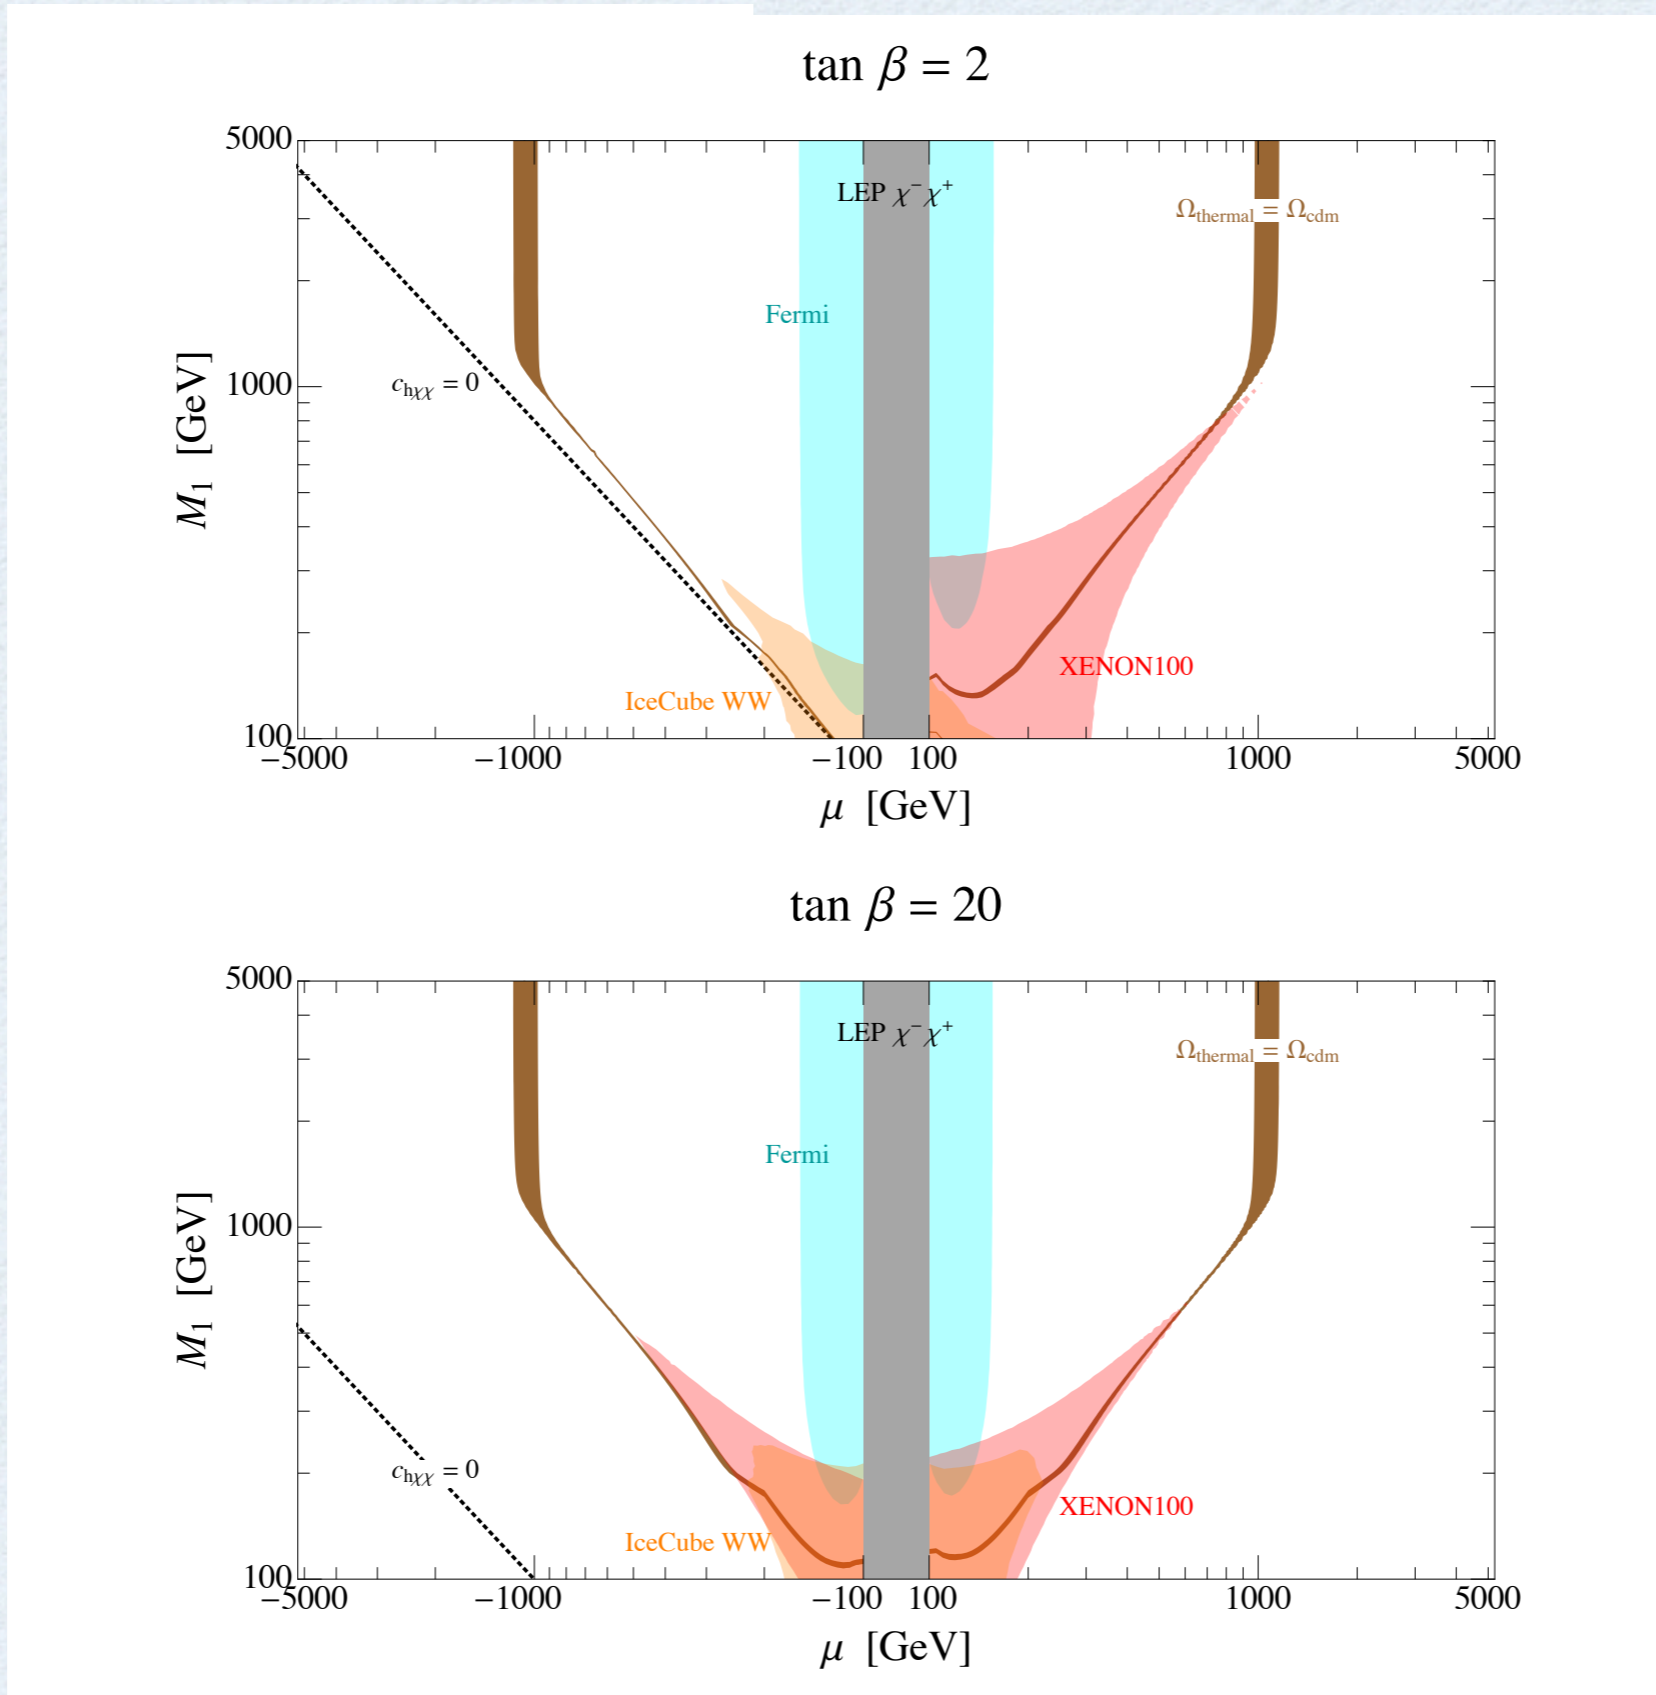 tan β = 2
5000
LEP χ⁻χ⁺
Ωthermal = Ωcdm
Fermi
1000
chχχ = 0
M₁ [GeV]
XENON100
IceCube WW
100
−5000 −1000 −100 100 1000 5000
μ [GeV]
tan β = 20
5000
LEP χ⁻χ⁺
Ωthermal = Ωcdm
Fermi
1000
M₁ [GeV]
chχχ = 0
XENON100
IceCube WW
100
−5000 −1000 −100 100 1000 5000
μ [GeV]